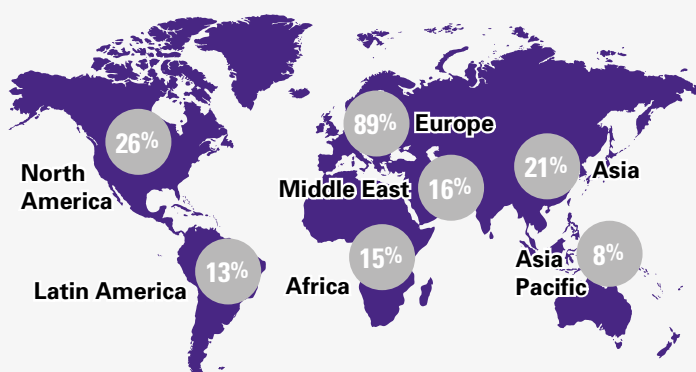 26%
North
America
89%
Europe
Middle East
16%
21%
Asia
13%
Latin America
15%
Africa
8%
Asia
Pacific